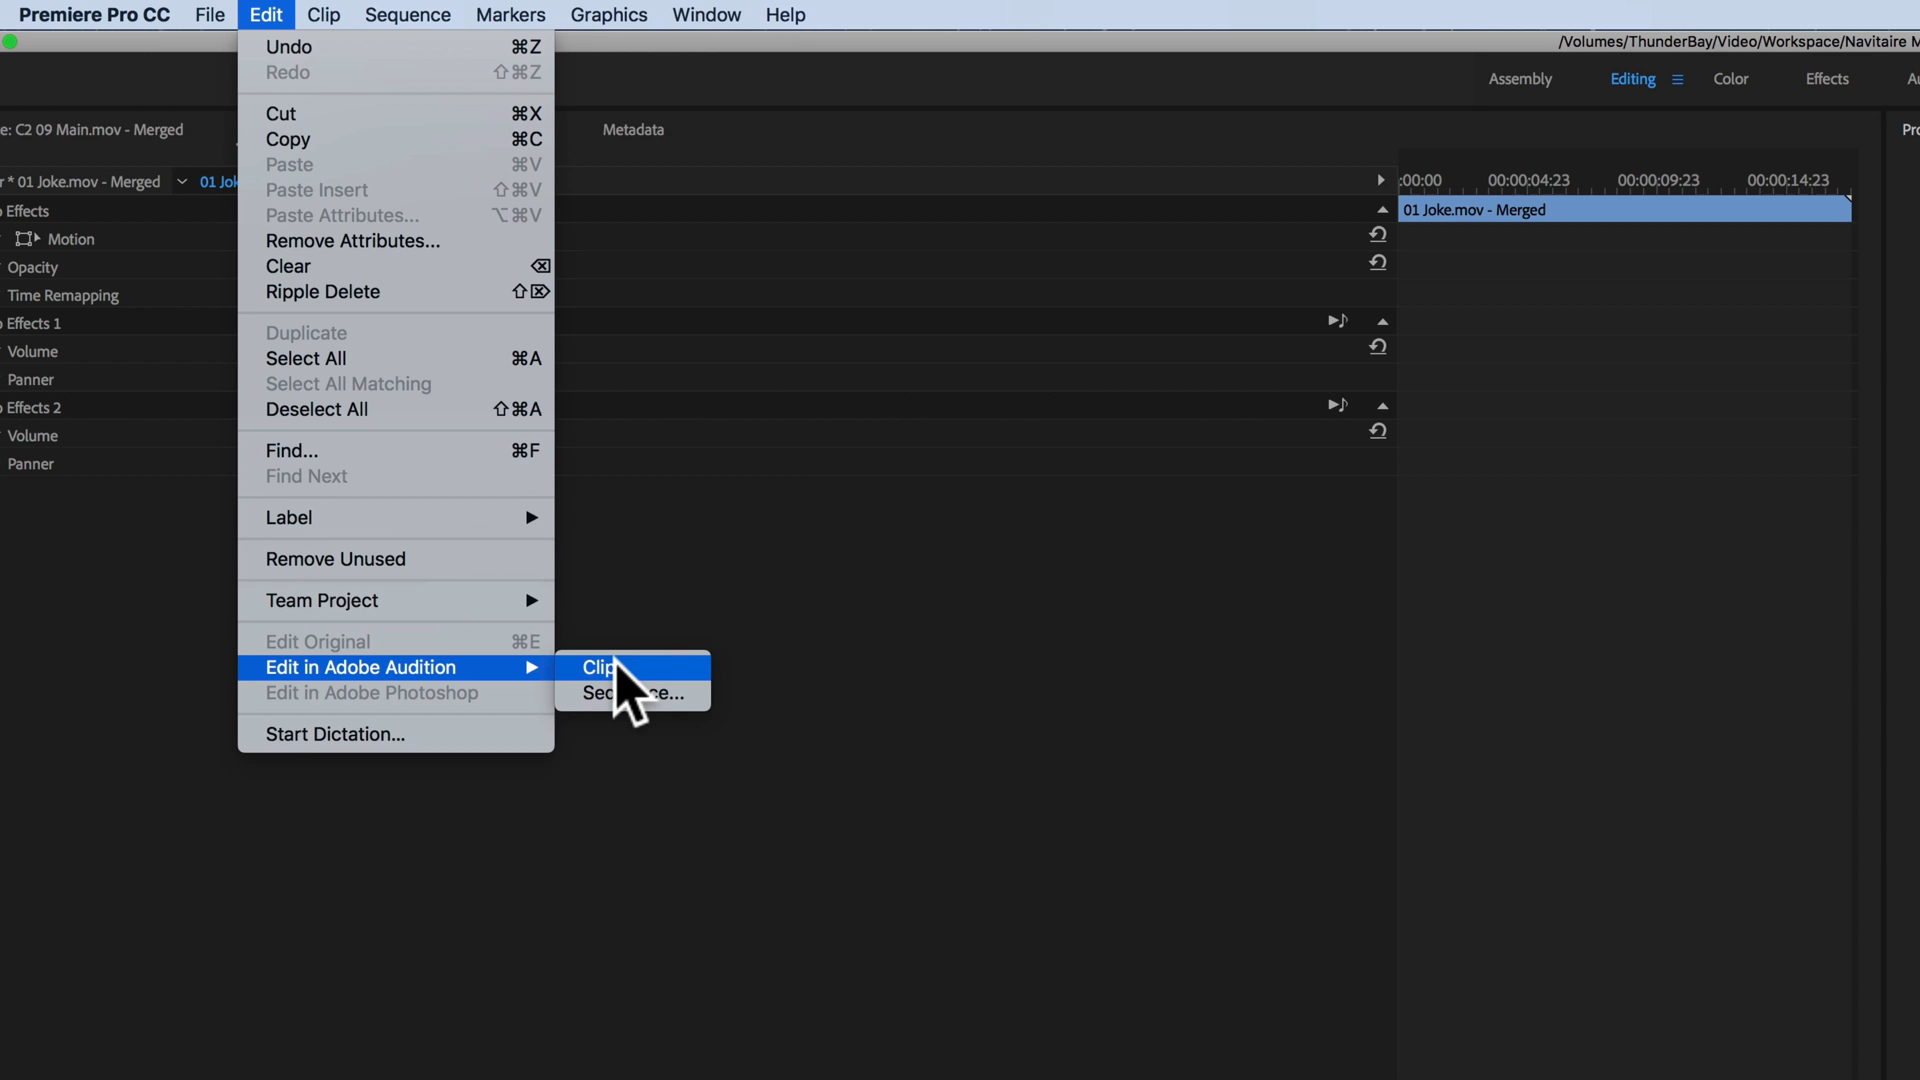 Premiere Pro CC File Edit Clip Sequence Markers Graphics Window Help
/Volumes/ThunderBay/Video/Workspace/Navitaire M
Assembly Editing Color Effects Au
e: C2 09 Main.mov - Merged Metadata Pro
r * 01 Joke.mov - Merged 01 Jok
:00:00 00:00:04:23 00:00:09:23 00:00:14:23
01 Joke.mov - Merged
Effects
Motion
Opacity
Time Remapping
Effects 1
Volume
Panner
Effects 2
Volume
Panner
Undo ⌘Z
Redo ⇧⌘Z
Cut ⌘X
Copy ⌘C
Paste ⌘V
Paste Insert ⇧⌘V
Paste Attributes... ⌥⌘V
Remove Attributes...
Clear ⌫
Ripple Delete ⇧⌦
Duplicate
Select All ⌘A
Select All Matching
Deselect All ⇧⌘A
Find... ⌘F
Find Next
Label
Remove Unused
Team Project
Edit Original ⌘E
Edit in Adobe Audition
Edit in Adobe Photoshop
Start Dictation...
Clip